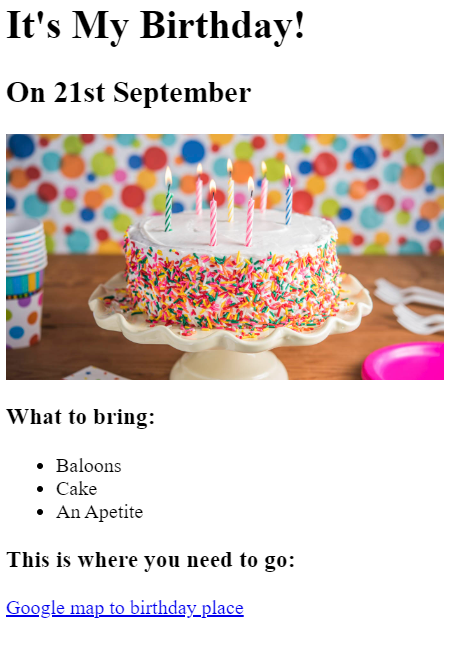 It's My Birthday!
On 21st September
What to bring:
Baloons
Cake
An Apetite
This is where you need to go:
Google map to birthday place